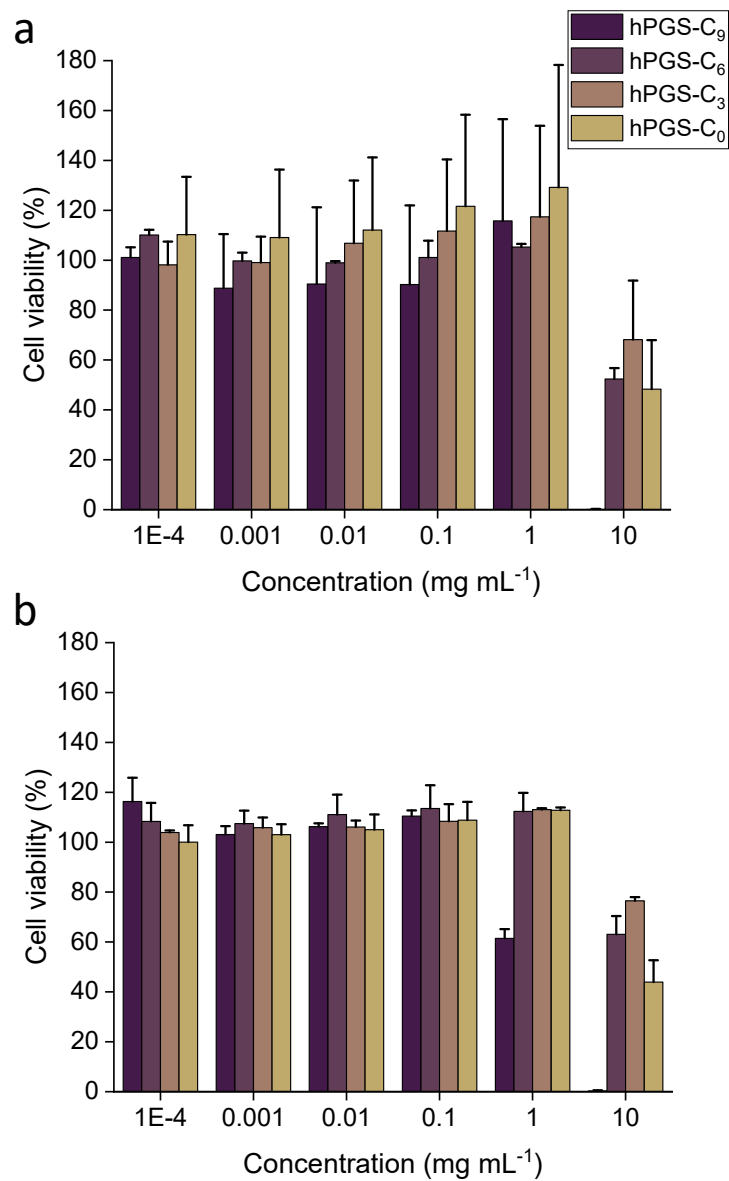 a
hPGS-C₉
hPGS-C₆
hPGS-C₃
hPGS-C₀
180
160
140
120
100
80
60
40
20
0
Cell viability (%)
1E-4 0.001 0.01 0.1 1 10
Concentration (mg mL⁻¹)
b
180
160
140
120
100
80
60
40
20
0
Cell viability (%)
1E-4 0.001 0.01 0.1 1 10
Concentration (mg mL⁻¹)